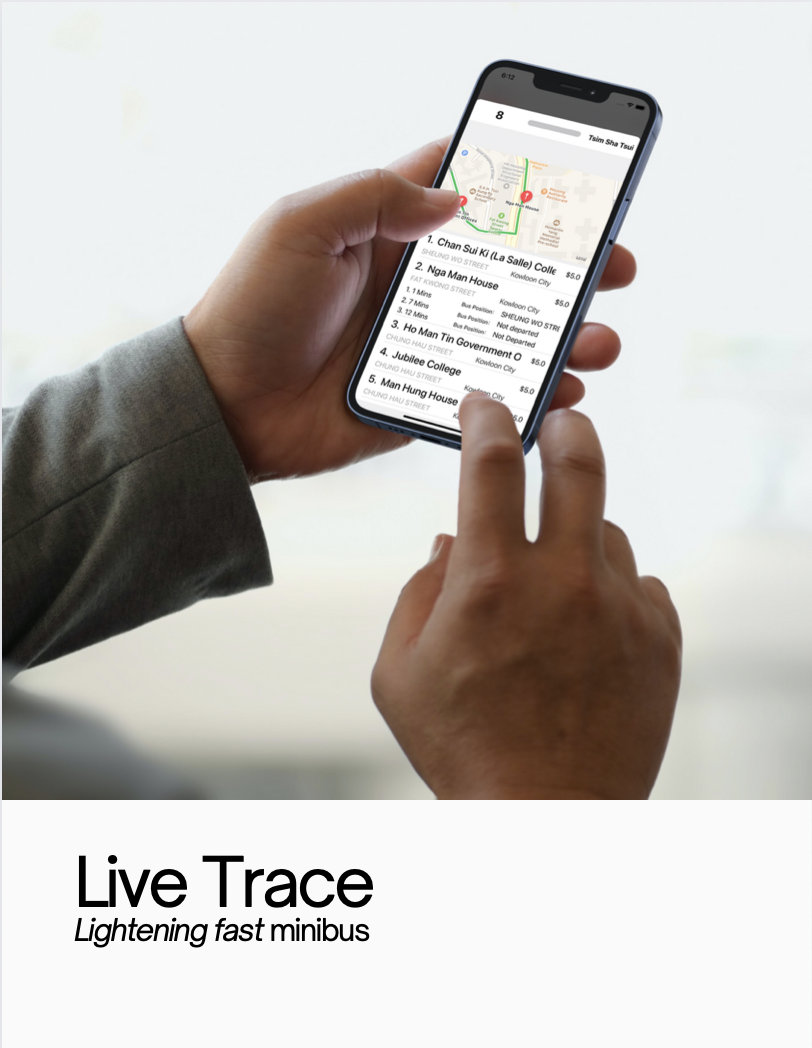 6:12
8
Tsim Sha Tsui
Nga Man House
1. Chan Sui Ki (La Salle) Colle $5.0
SHEUNG WO STREET Kowloon City
2. Nga Man House $5.0
FAT KWONG STREET Kowloon City
1. 1 Mins Bus Position: SHEUNG WO STRE
2. 7 Mins Bus Position: Not departed
3. 12 Mins Bus Position: Not Departed
3. Ho Man Tin Government O $5.0
CHUNG HAU STREET Kowloon City
4. Jubilee College $5.0
CHUNG HAU STREET Kowloon City
5. Man Hung House 5.0
CHUNG HAU STREET
Live Trace
Lightening fast minibus